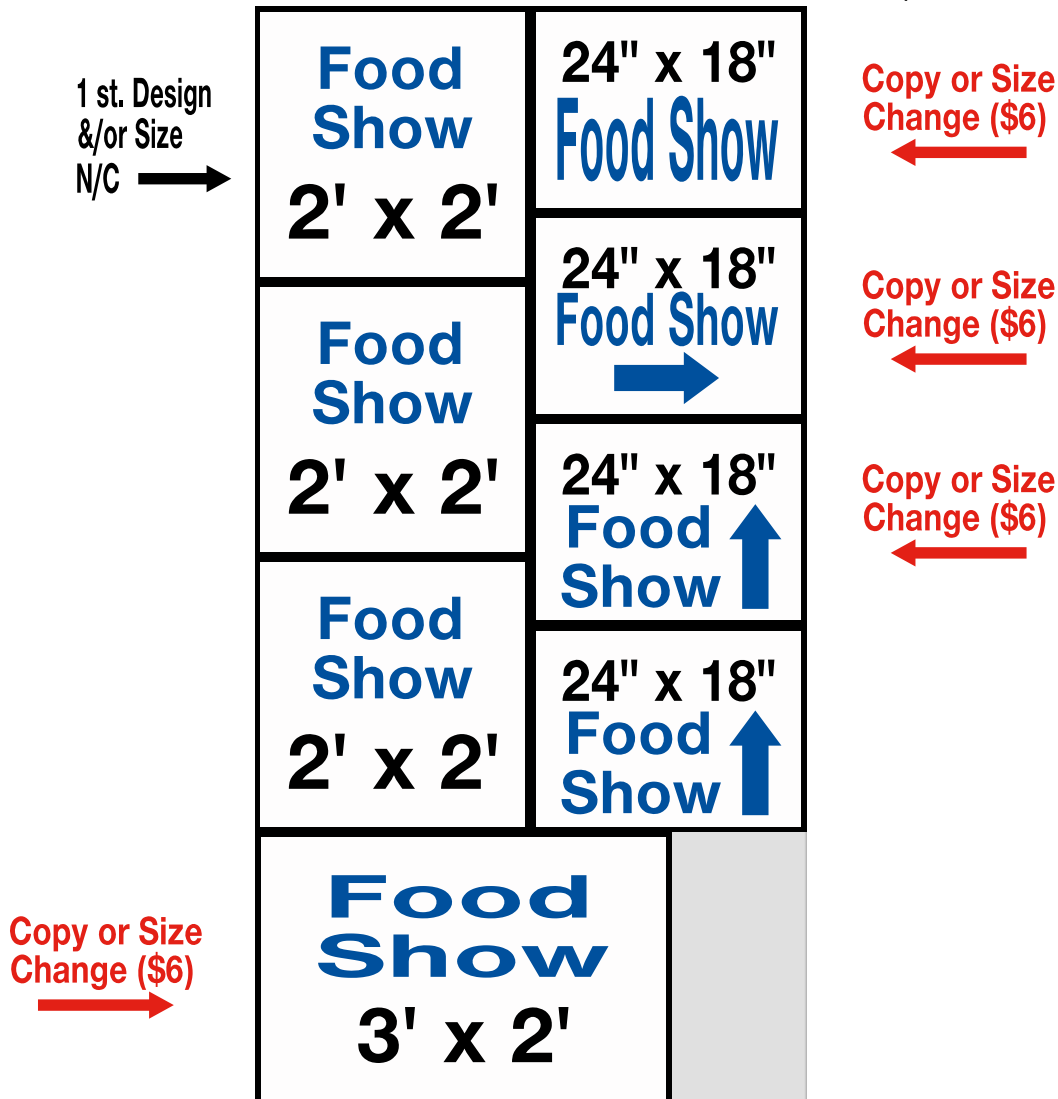 1 st. Design
&/or Size
N/C
Food
Show
2' x 2'
24" x 18"
Food Show
Copy or Size
Change ($6)
24" x 18"
Food Show
Copy or Size
Change ($6)
Food
Show
2' x 2'
24" x 18"
Food
Show
Copy or Size
Change ($6)
Food
Show
2' x 2'
24" x 18"
Food
Show
Copy or Size
Change ($6)
Food
Show
3' x 2'